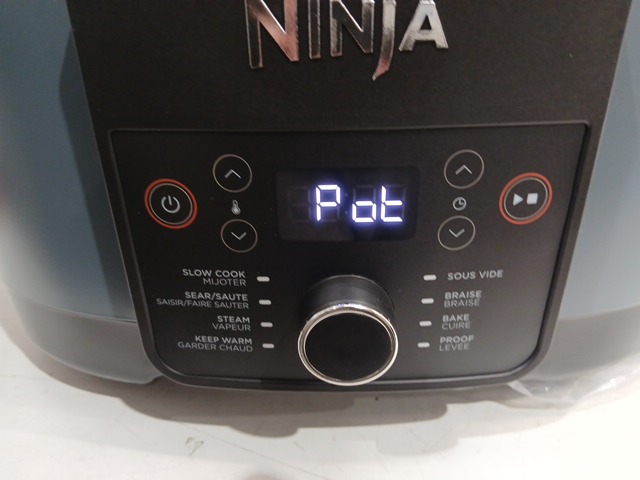 NINJA
Pot
SLOW COOK
MIJOTER
SEAR/SAUTE
SAISIR/FAIRE SAUTER
STEAM
VAPEUR
KEEP WARM
GARDER CHAUD
SOUS VIDE
BRAISE
BRAISE
BAKE
CUIRE
PROOF
LEVÉE